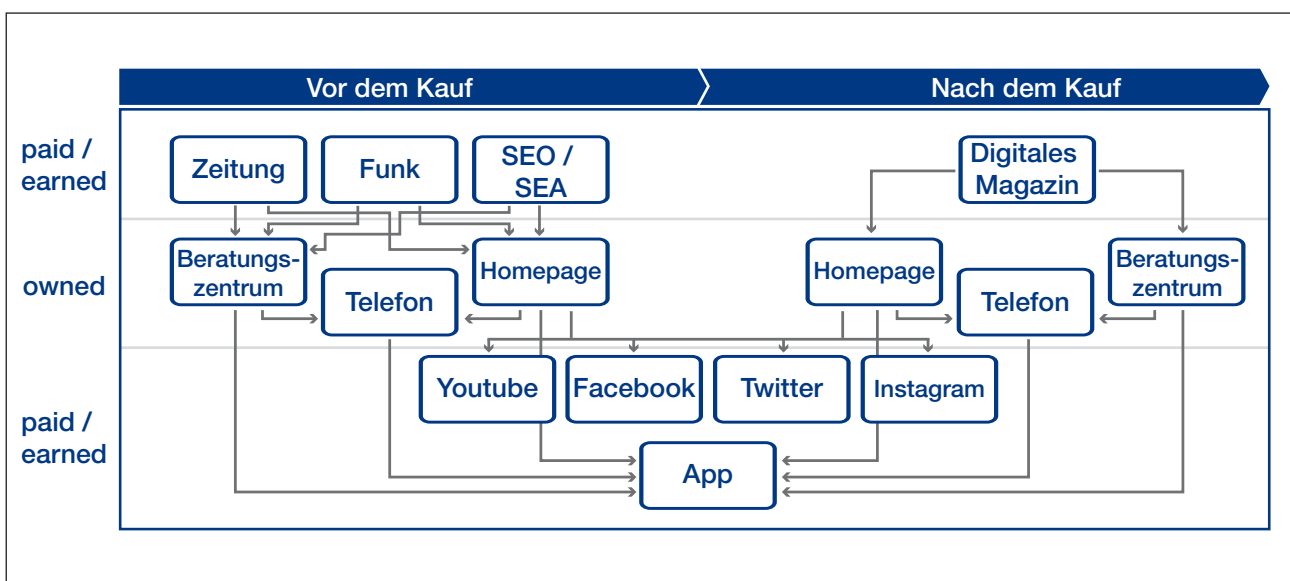 Vor dem Kauf
Nach dem Kauf
paid /
earned
Zeitung
Funk
SEO /
SEA
Digitales
Magazin
owned
Beratungs-
zentrum
Telefon
Homepage
Homepage
Telefon
Beratungs-
zentrum
paid /
earned
Youtube
Facebook
Twitter
Instagram
App